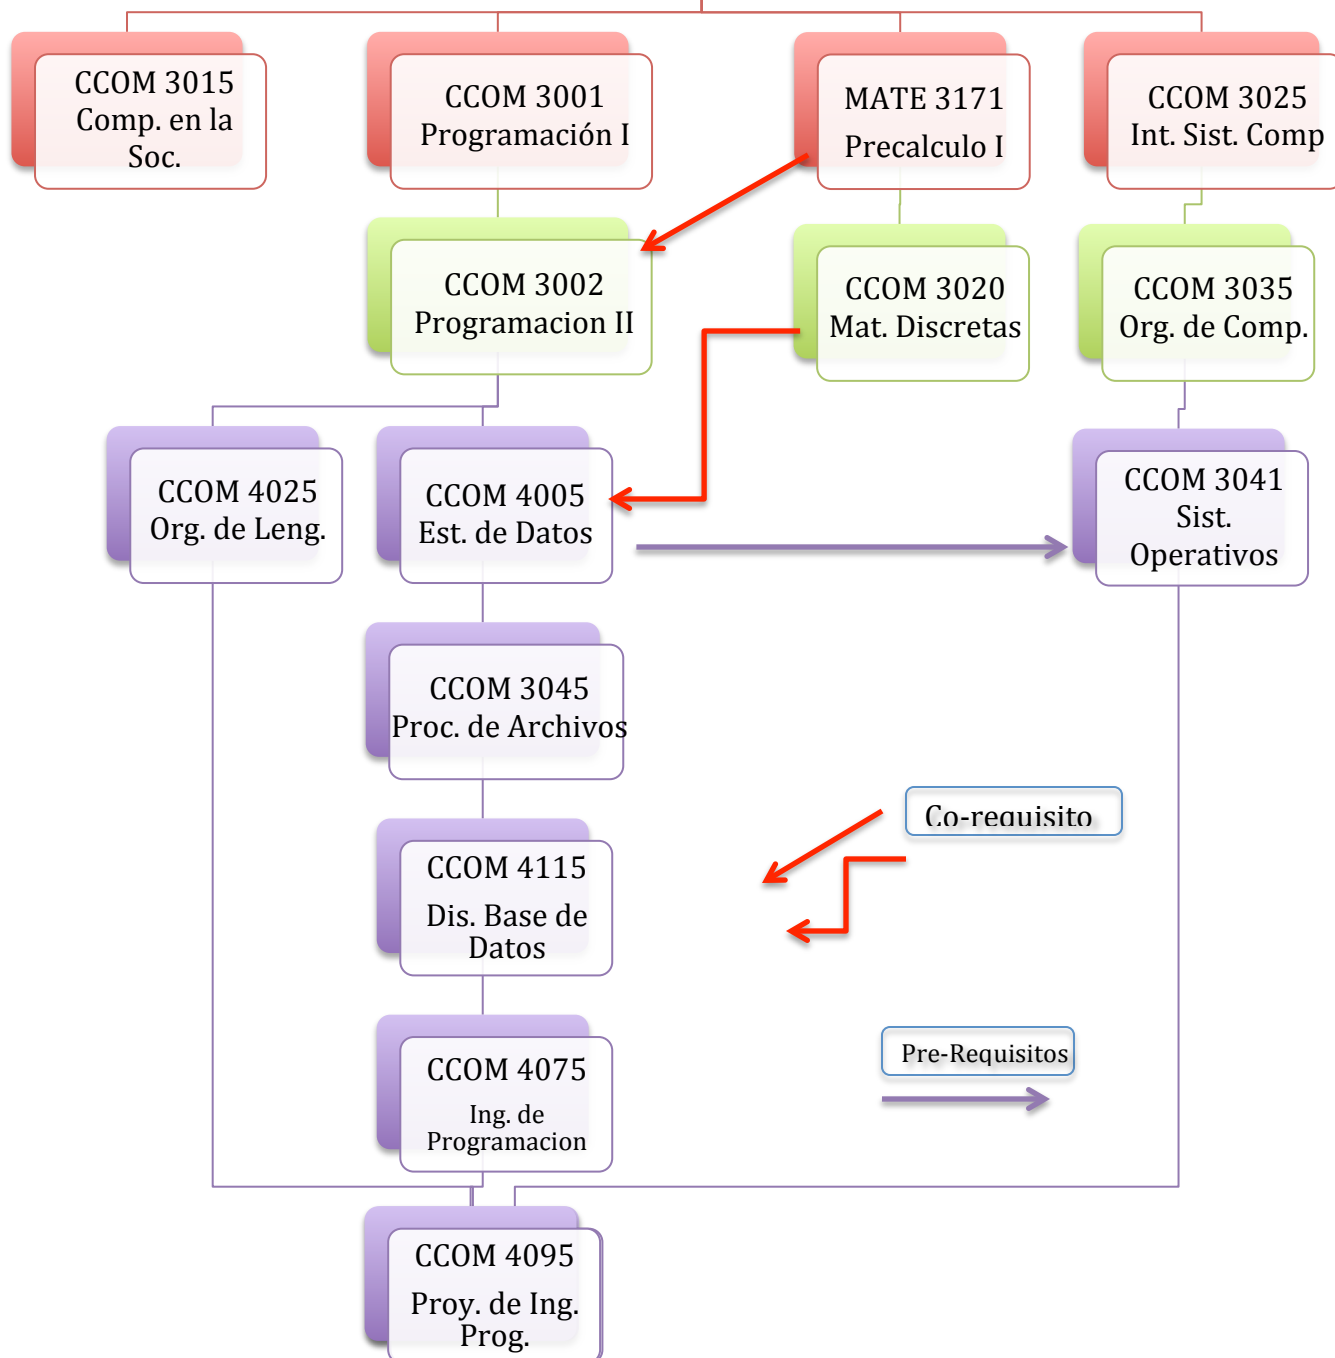 CCOM 3015
Comp. en la
Soc.
CCOM 3001
Programación I
MATE 3171
Precalculo I
CCOM 3025
Int. Sist. Comp
CCOM 3002
Programacion II
CCOM 3020
Mat. Discretas
CCOM 3035
Org. de Comp.
CCOM 4025
Org. de Leng.
CCOM 4005
Est. de Datos
CCOM 3041
Sist.
Operativos
CCOM 3045
Proc. de Archivos
Co-requisito
CCOM 4115
Dis. Base de
Datos
Pre-Requisitos
CCOM 4075
Ing. de
Programacion
CCOM 4095
Proy. de Ing.
Prog.